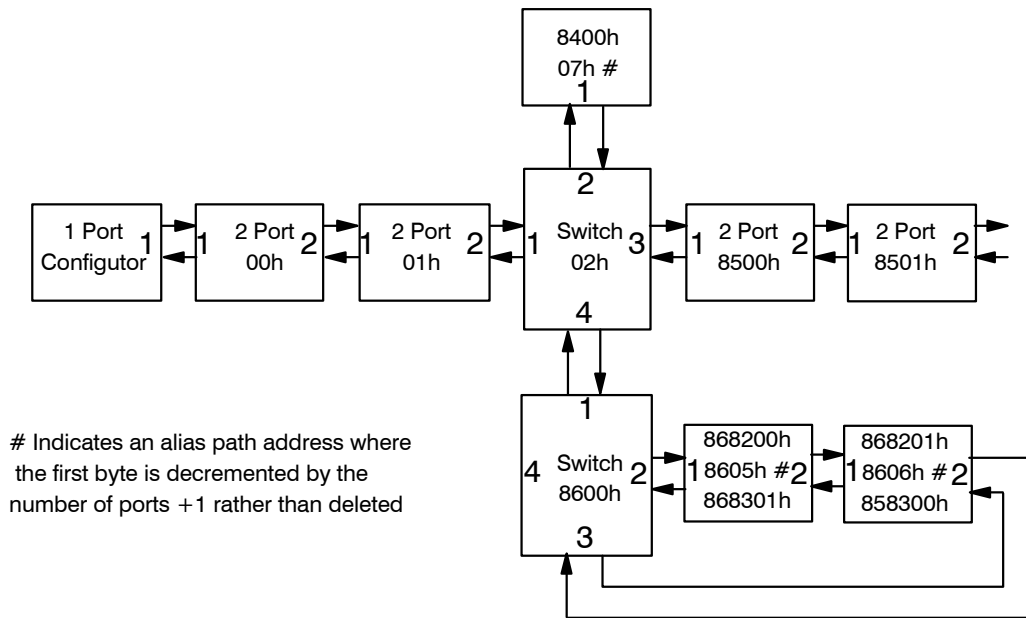 8400h
07h #
1
2
1 Port
Configutor
1
1
2 Port
00h
2
1
2 Port
01h
2
1
Switch
02h
3
1
2 Port
8500h
2
1
2 Port
8501h
2
4
1
4
Switch
8600h
2
3
868200h
1
8605h #
2
868301h
868201h
1
8606h #
2
858300h
# Indicates an alias path address where
the first byte is decremented by the
number of ports +1 rather than deleted